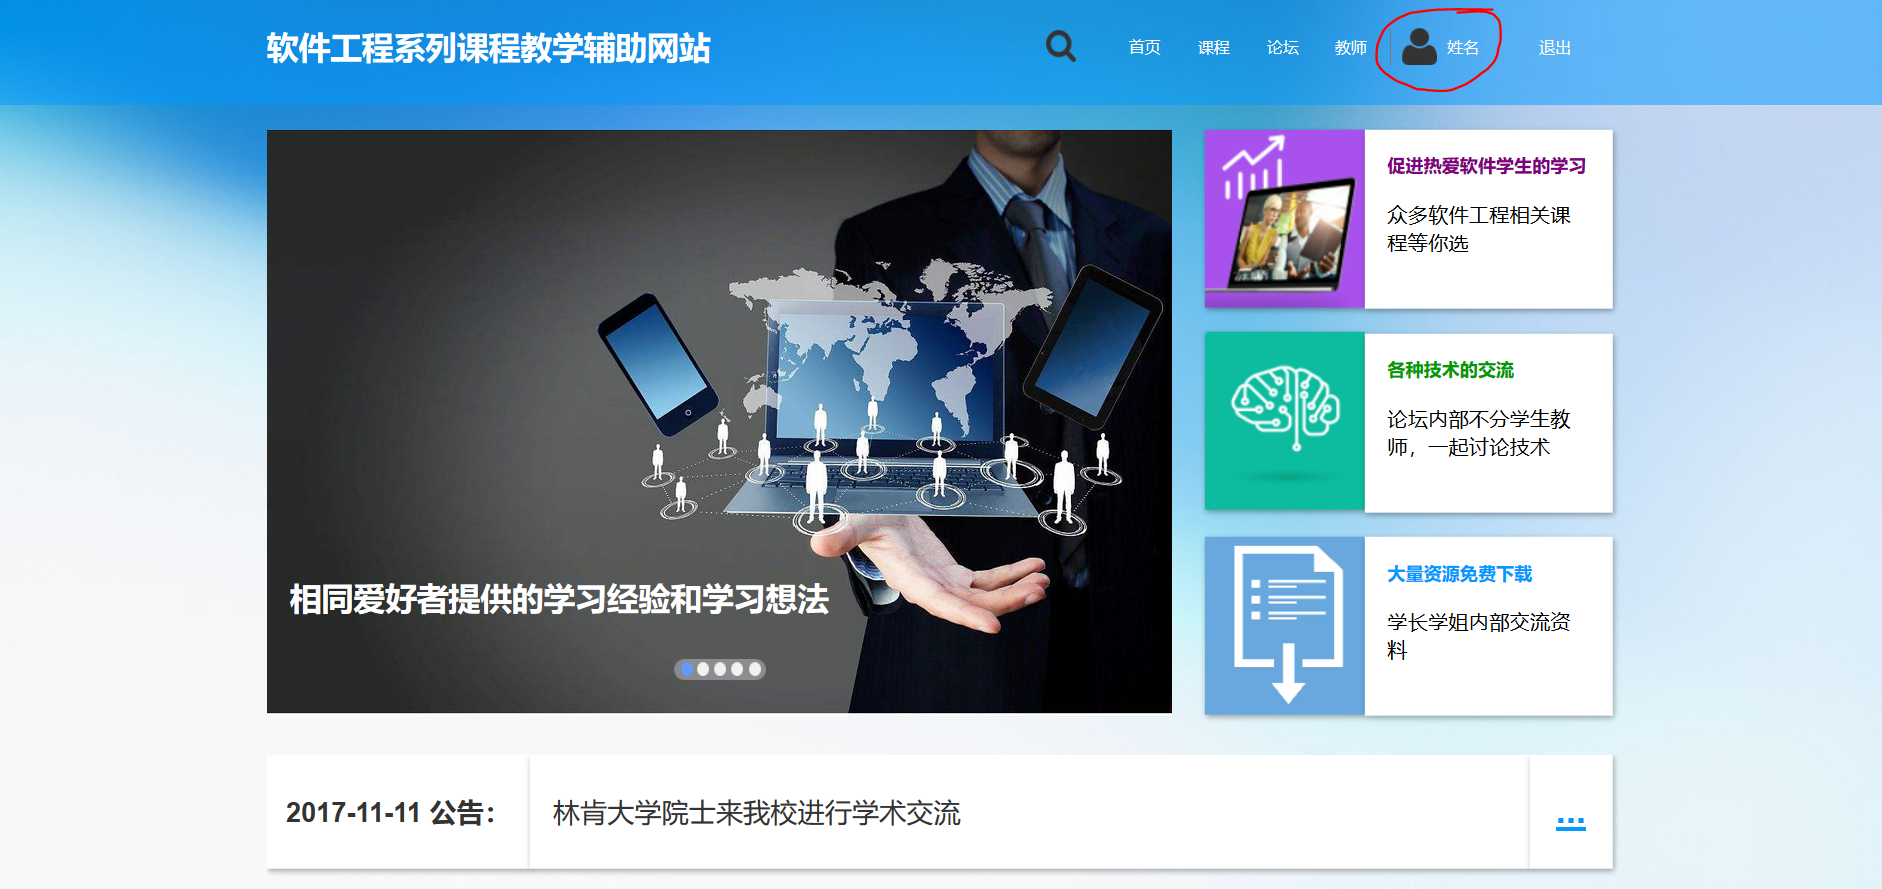 软件工程系列课程教学辅助网站
首页 课程 论坛 教师 姓名 退出
相同爱好者提供的学习经验和学习想法
促进热爱软件学生的学习
众多软件工程相关课
程等你选
各种技术的交流
论坛内部不分学生教
师，一起讨论技术
大量资源免费下载
学长学姐内部交流资
料
2017-11-11 公告： 林肯大学院士来我校进行学术交流 ...